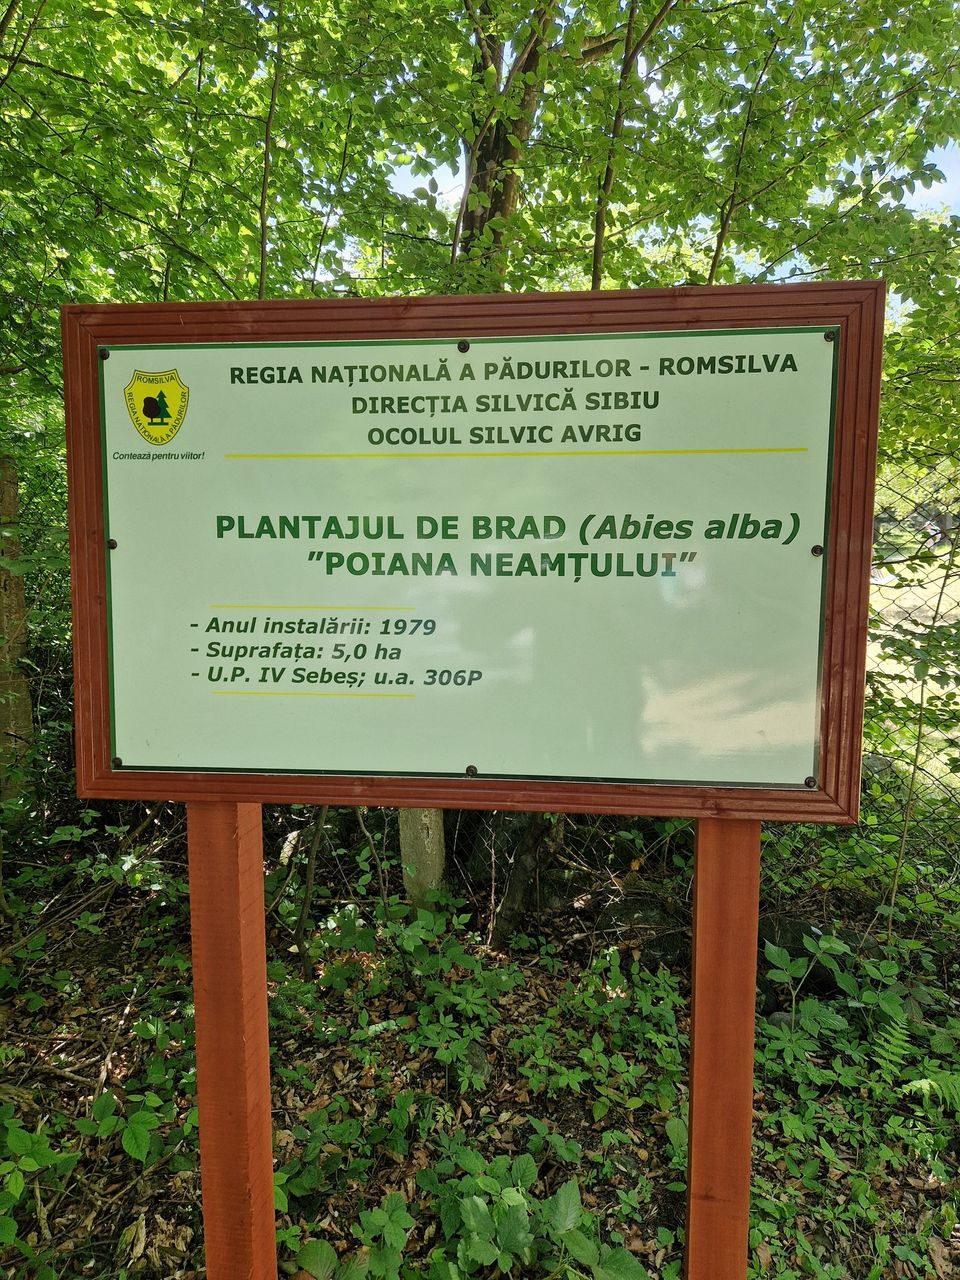 REGIA NAȚIONALĂ A PĂDURILOR - ROMSILVA
DIRECȚIA SILVICĂ SIBIU
OCOLUL SILVIC AVRIG
ROMSILVA
REGIA NAȚIONALĂ A PĂDURILOR
Contează pentru viitor!
PLANTAJUL DE BRAD (Abies alba)
”POIANA NEAMȚULUI”
- Anul instalării: 1979
- Suprafața: 5,0 ha
- U.P. IV Sebeș; u.a. 306P